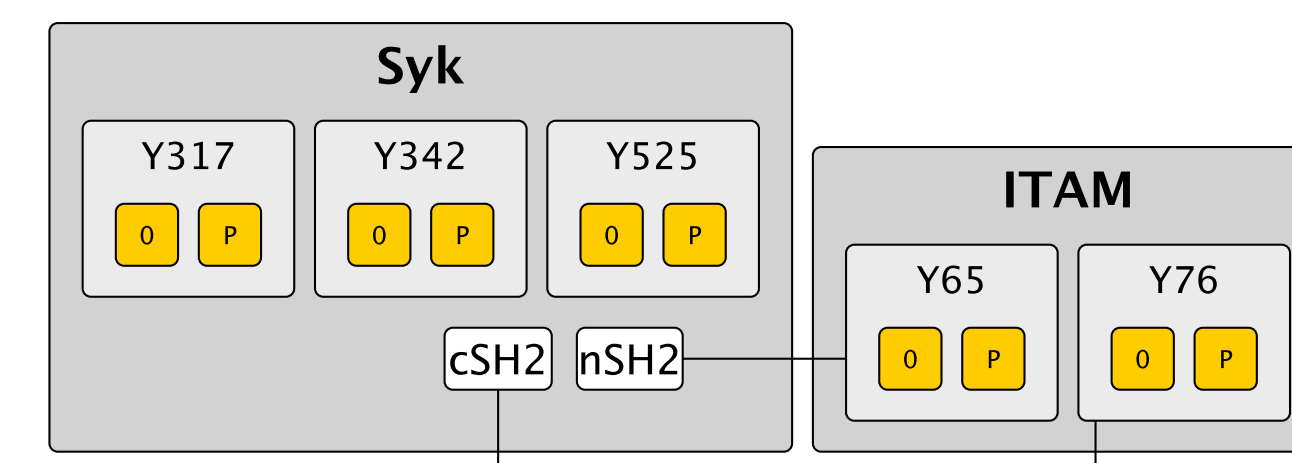 Syk
Y317 Y342 Y525
0 P 0 P 0 P
ITAM
Y65 Y76
0 P 0 P
cSH2 nSH2